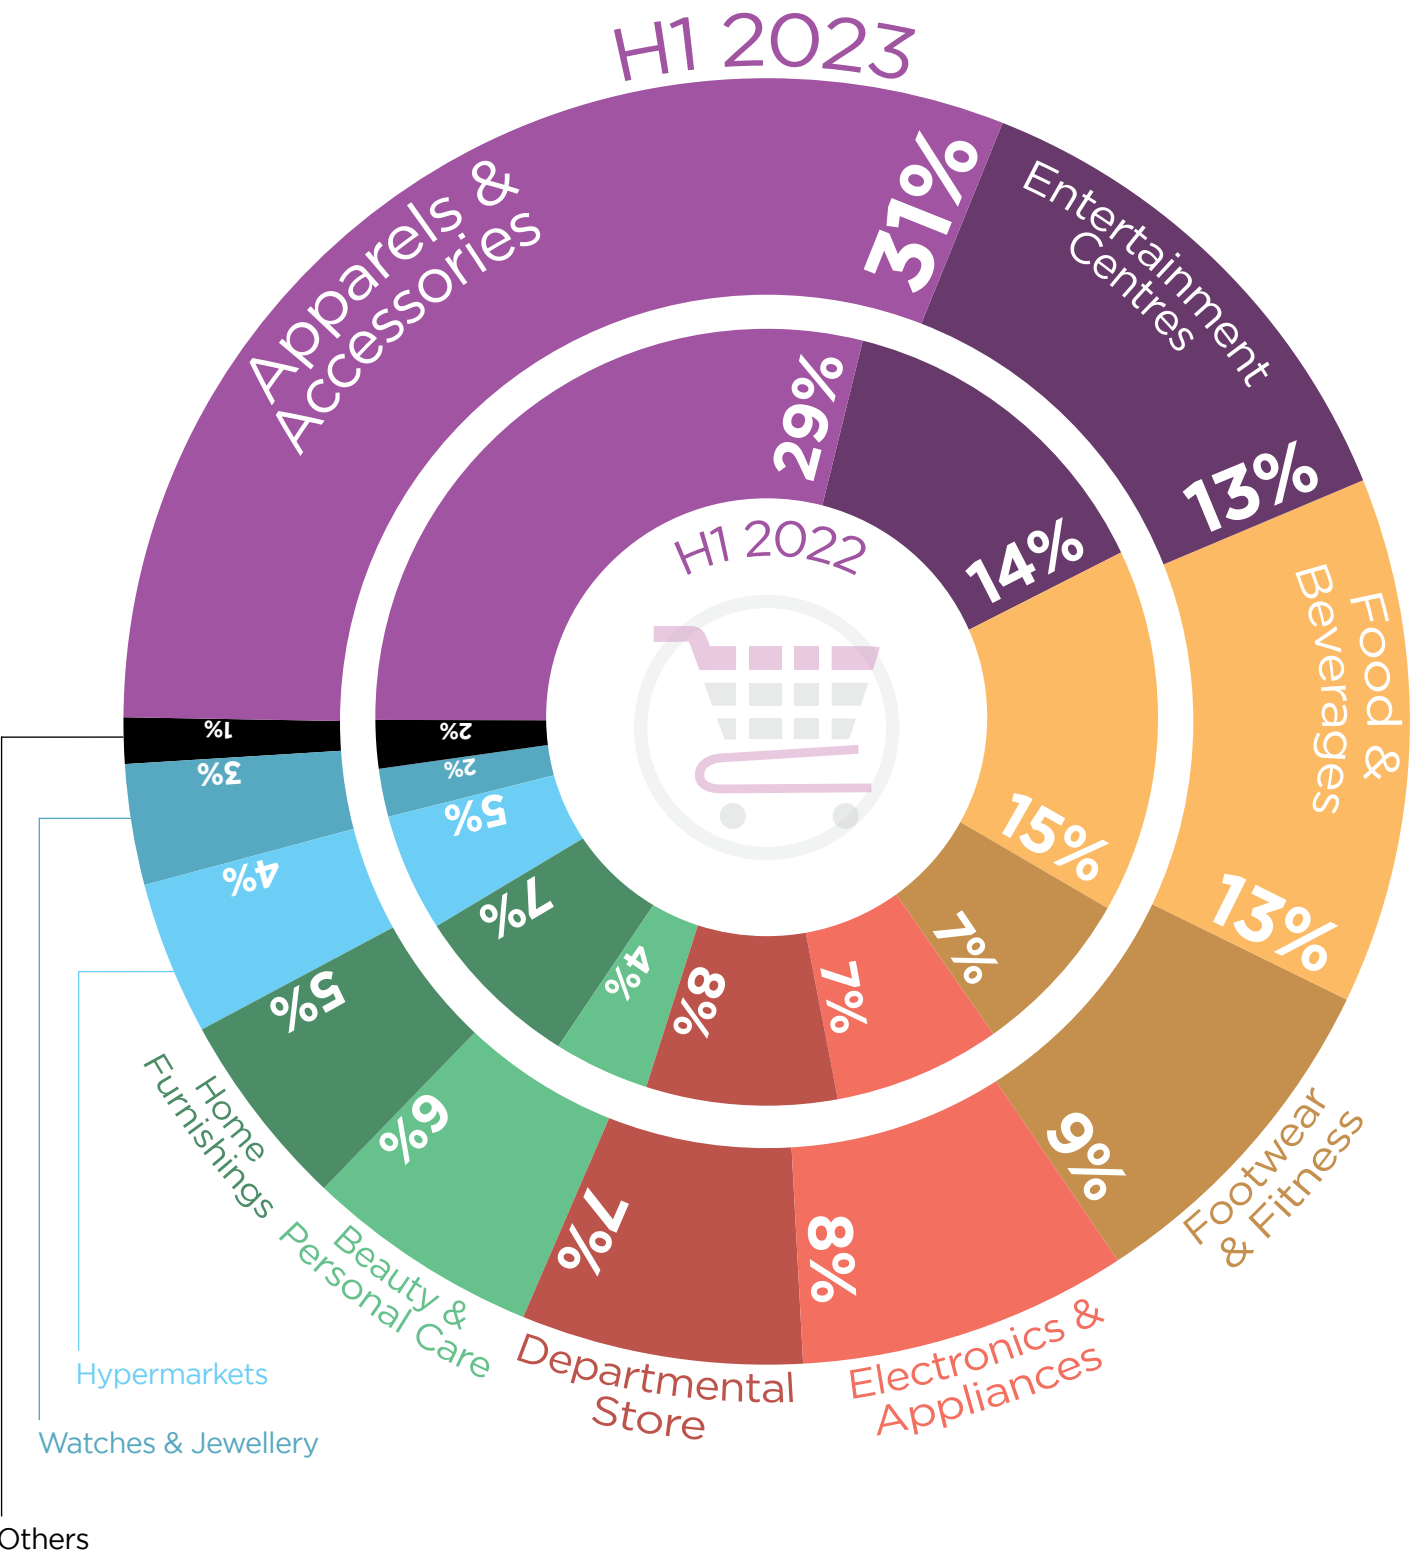 H1 2023
Apparels &
Accessories
31%
Entertainment
Centres
13%
Food &
Beverages
13%
Footwear
& Fitness
9%
Electronics &
Appliances
8%
Departmental
Store
7%
Beauty &
Personal Care
6%
Home
Furnishings
5%
Hypermarkets
4%
Watches & Jewellery
3%
Others
1%
H1 2022
29%
14%
15%
7%
7%
8%
4%
7%
5%
2%
2%